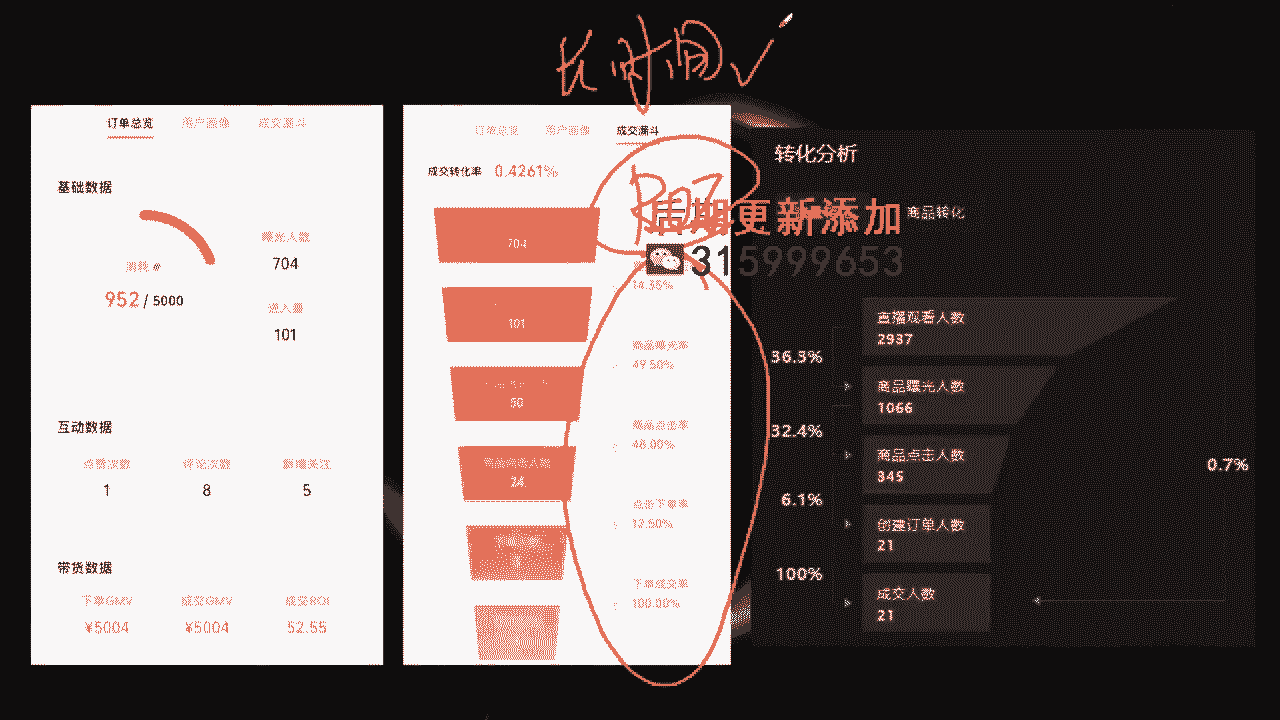 长时间
订单总览 用户画像 成交漏斗
基础数据
曝光人数
704
消耗
952 / 5000
进入量
101
互动数据
点赞次数 评论次数 新增关注
1 8 5
带货数据
下单GMV 成交GMV 成交ROI
¥5004 ¥5004 52.55
订单总览 用户画像 成交漏斗
成交转化率 0.4261%
704
14.35%
101
商品曝光率
49.50%
50
商品点击率
48.00%
24
点击下单率
12.50%
下单成交率
100.00%
后期更新添加
315999653
转化分析
商品转化
直播观看人数
2937
36.3%
商品曝光人数
1066
32.4%
商品点击人数
345
0.7%
6.1%
创建订单人数
21
100%
成交人数
21